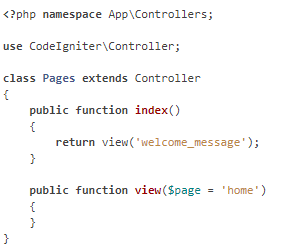 <?php namespace App\Controllers;

use CodeIgniter\Controller;

class Pages extends Controller
{
    public function index()
    {
        return view('welcome_message');
    }

    public function view($page = 'home')
    {
    }
}